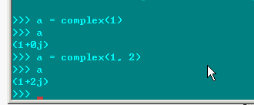 >>> a = complex(1)
>>> a
(1+0j)
>>> a = complex(1, 2)
>>> a
(1+2j)
>>>